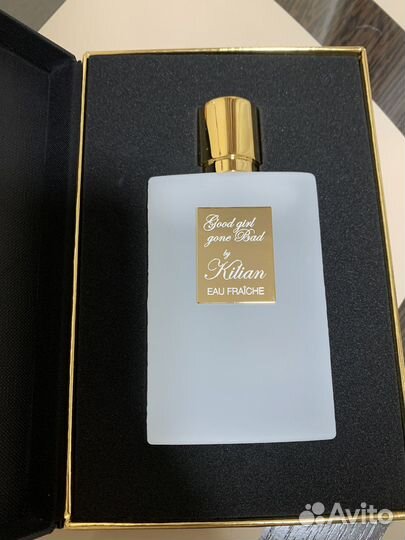 Good girl
gone Bad
by
Kilian
EAU FRAÎCHE
Avito